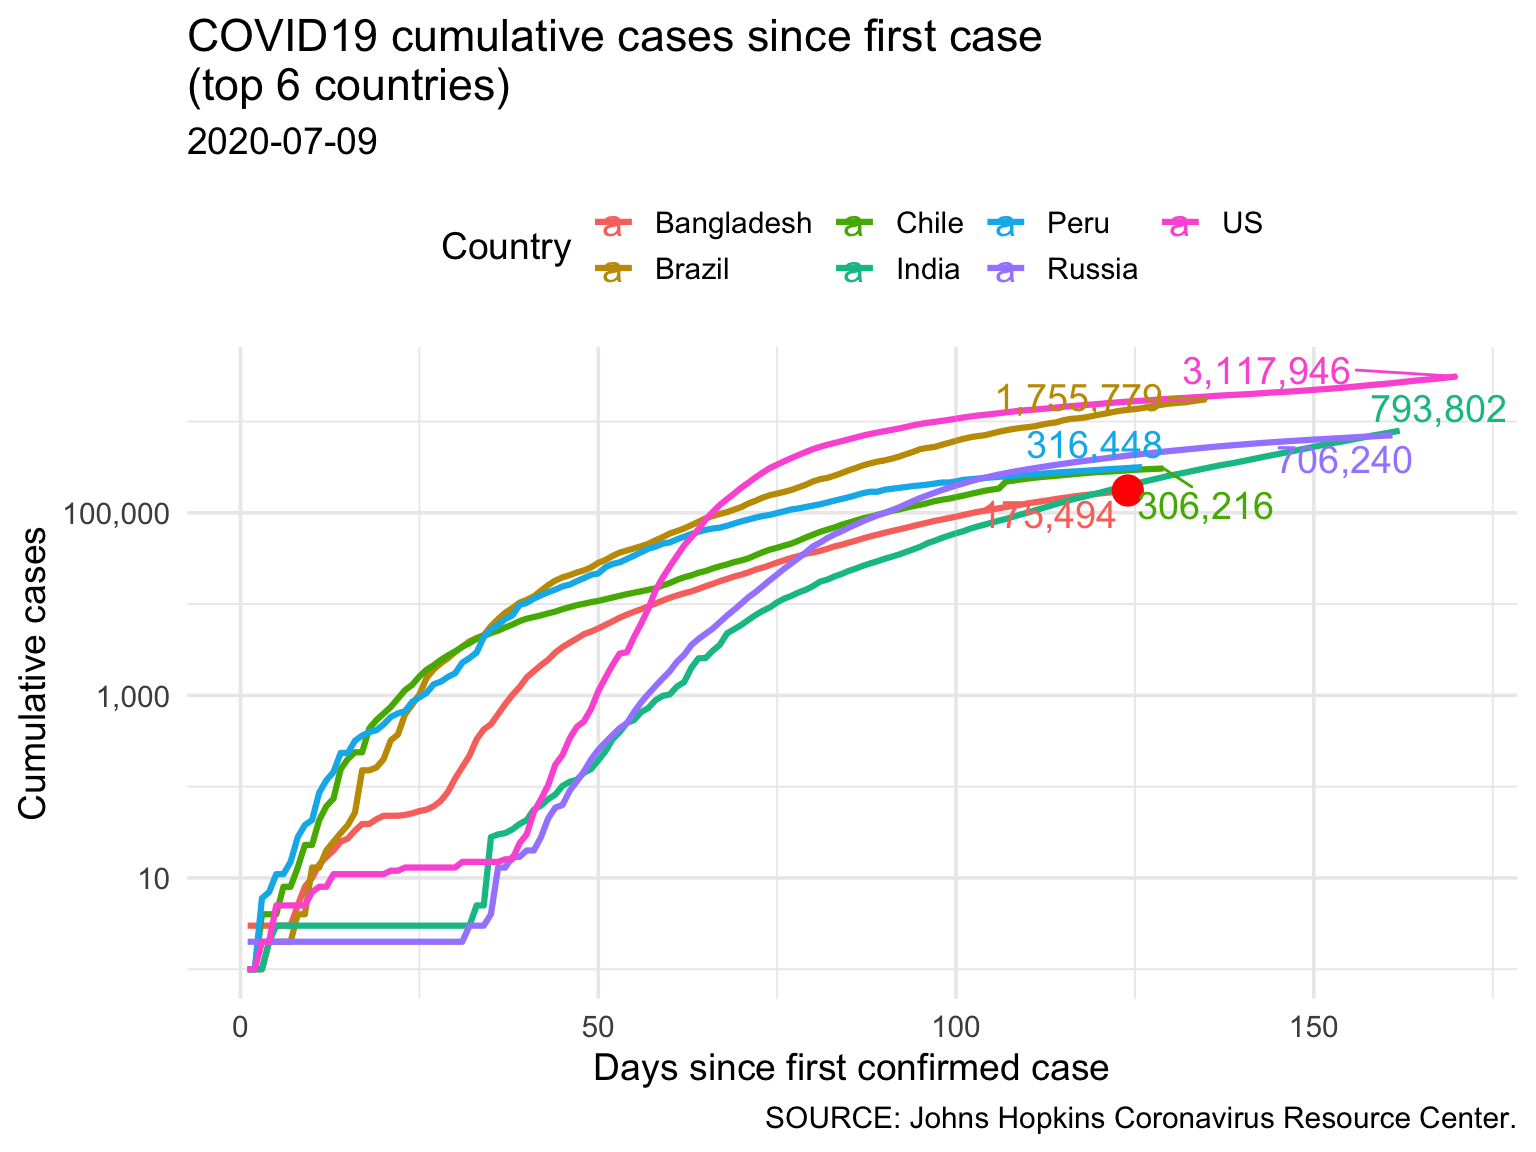 COVID19 cumulative cases since first case
(top 6 countries)
2020-07-09
Country
a Bangladesh a Chile a Peru a US
a Brazil a India a Russia
3,117,946
1,755,779
793,802
316,448
706,240
306,216
175,494
Cumulative cases
100,000
1,000
10
0 50 100 150
Days since first confirmed case
SOURCE: Johns Hopkins Coronavirus Resource Center.